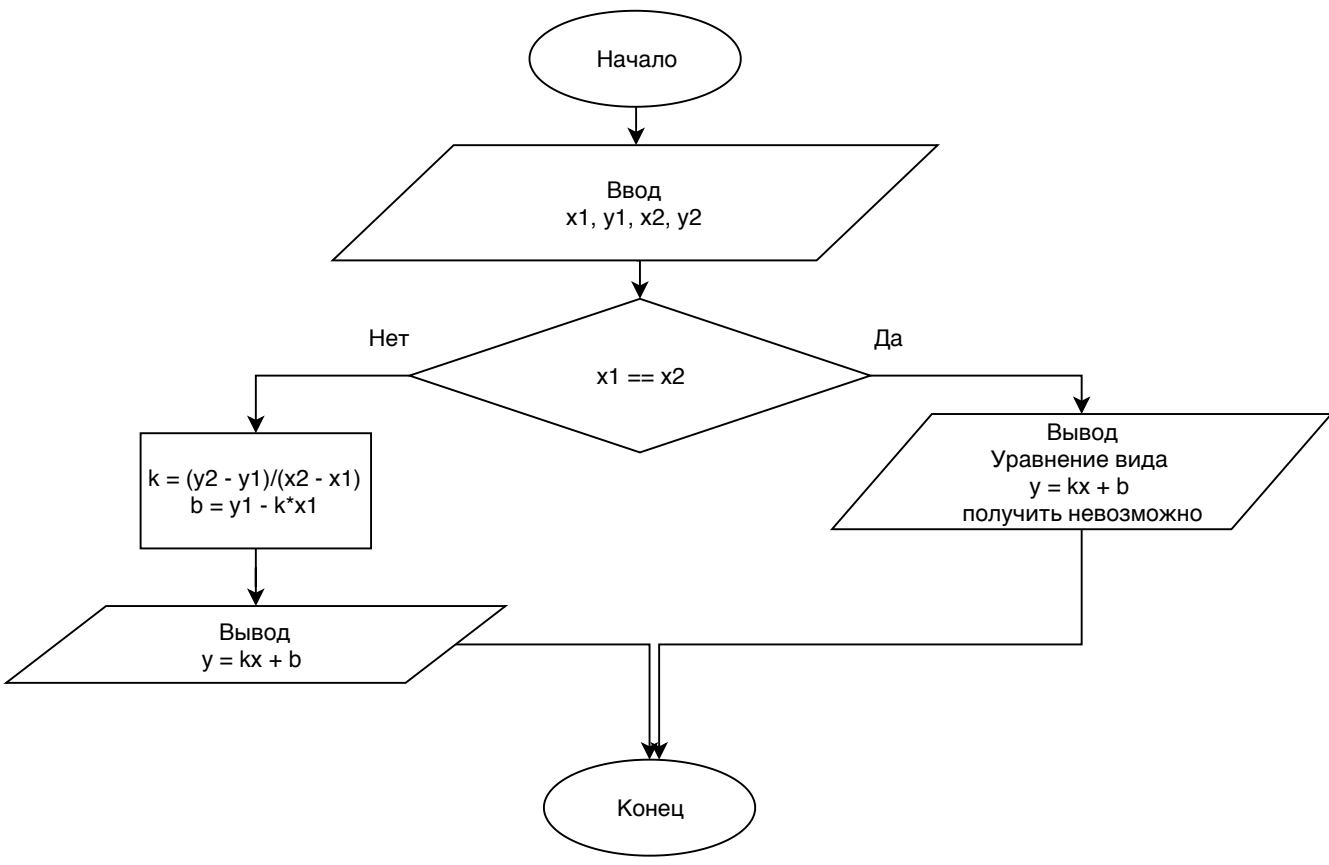 Начало
Ввод
x1, y1, x2, y2
Нет
Да
x1 == x2
k = (y2 - y1)/(x2 - x1)
b = y1 - k*x1
Вывод
Уравнение вида
y = kx + b
получить невозможно
Вывод
y = kx + b
Конец